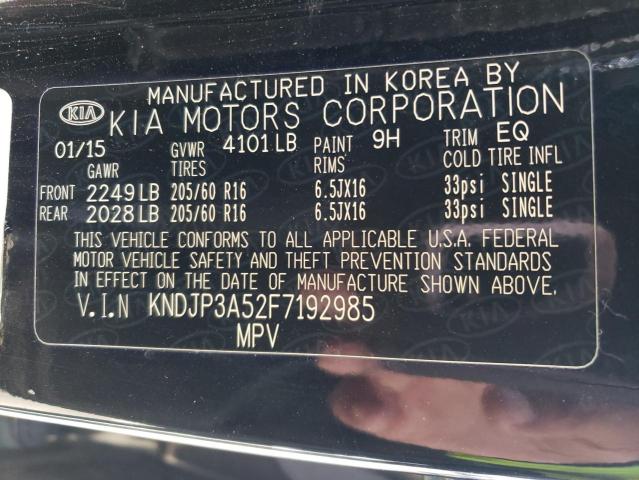 MANUFACTURED IN KOREA BY
KIA KIA MOTORS CORPORATION
01/15 GVWR 4101LB PAINT 9H TRIM EQ
GAWR TIRES RIMS COLD TIRE INFL
FRONT 2249LB 205/60 R16 6.5JX16 33psi SINGLE
REAR 2028LB 205/60 R16 6.5JX16 33psi SINGLE
THIS VEHICLE CONFORMS TO ALL APPLICABLE U.S.A. FEDERAL
MOTOR VEHICLE SAFETY AND THEFT PREVENTION STANDARDS
IN EFFECT ON THE DATE OF MANUFACTURE SHOWN ABOVE.
V.I.N KNDJP3A52F7192985
MPV